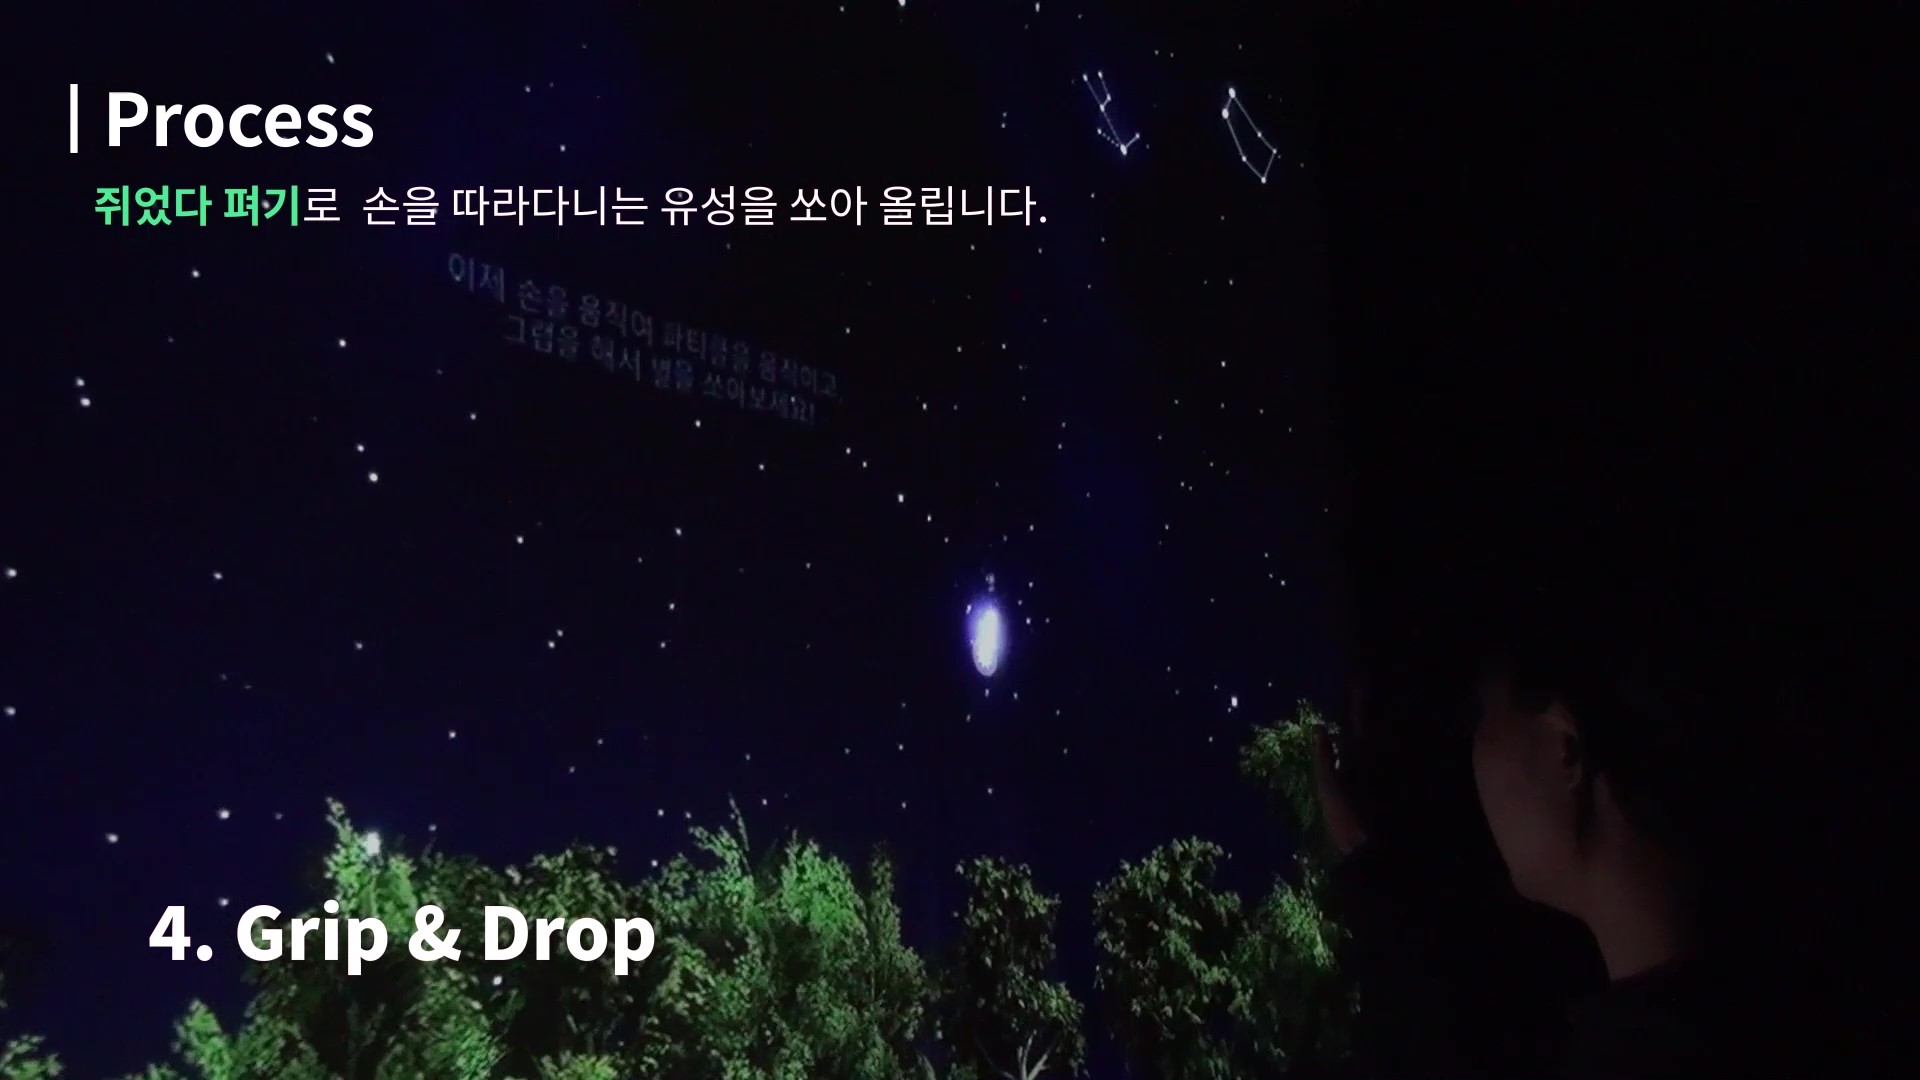 | Process
쥐었다 펴기로 손을 따라다니는 유성을 쏘아 올립니다.
이제 손을 움직여 파티클을 움직이고,
그랩을 해서 별을 쏘아보세요!
4. Grip & Drop